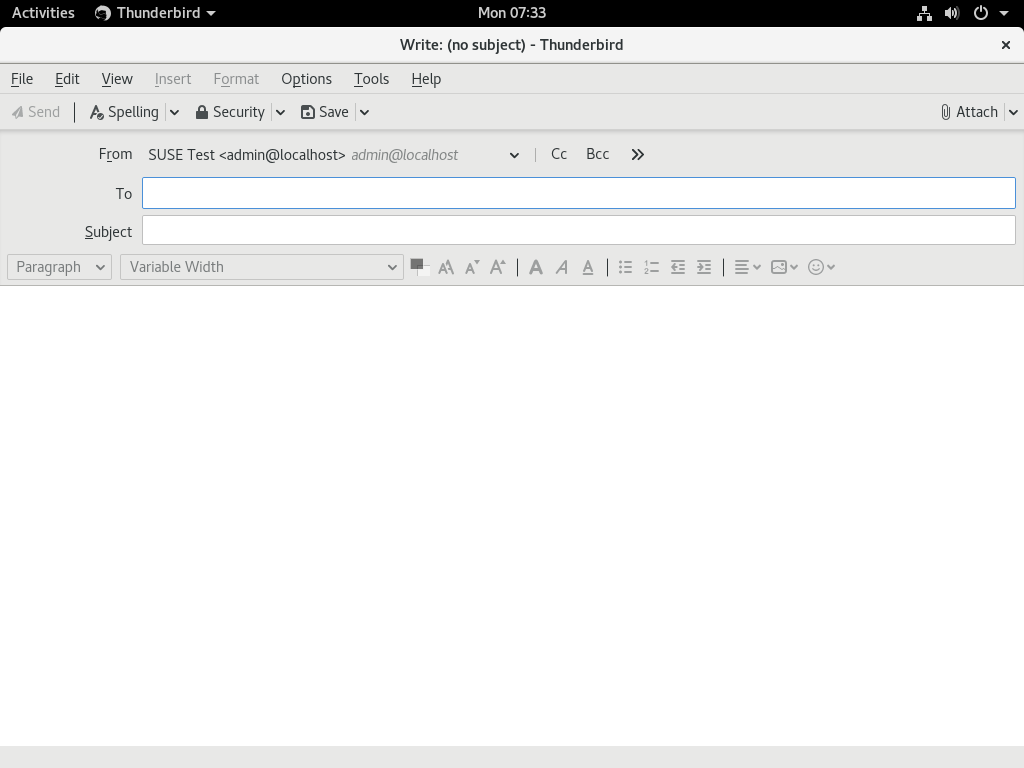 Activities Thunderbird Mon 07:33
Write: (no subject) - Thunderbird
File Edit View Insert Format Options Tools Help
Send Spelling Security Save Attach
From SUSE Test <admin@localhost> admin@localhost Cc Bcc
To
Subject
Paragraph Variable Width